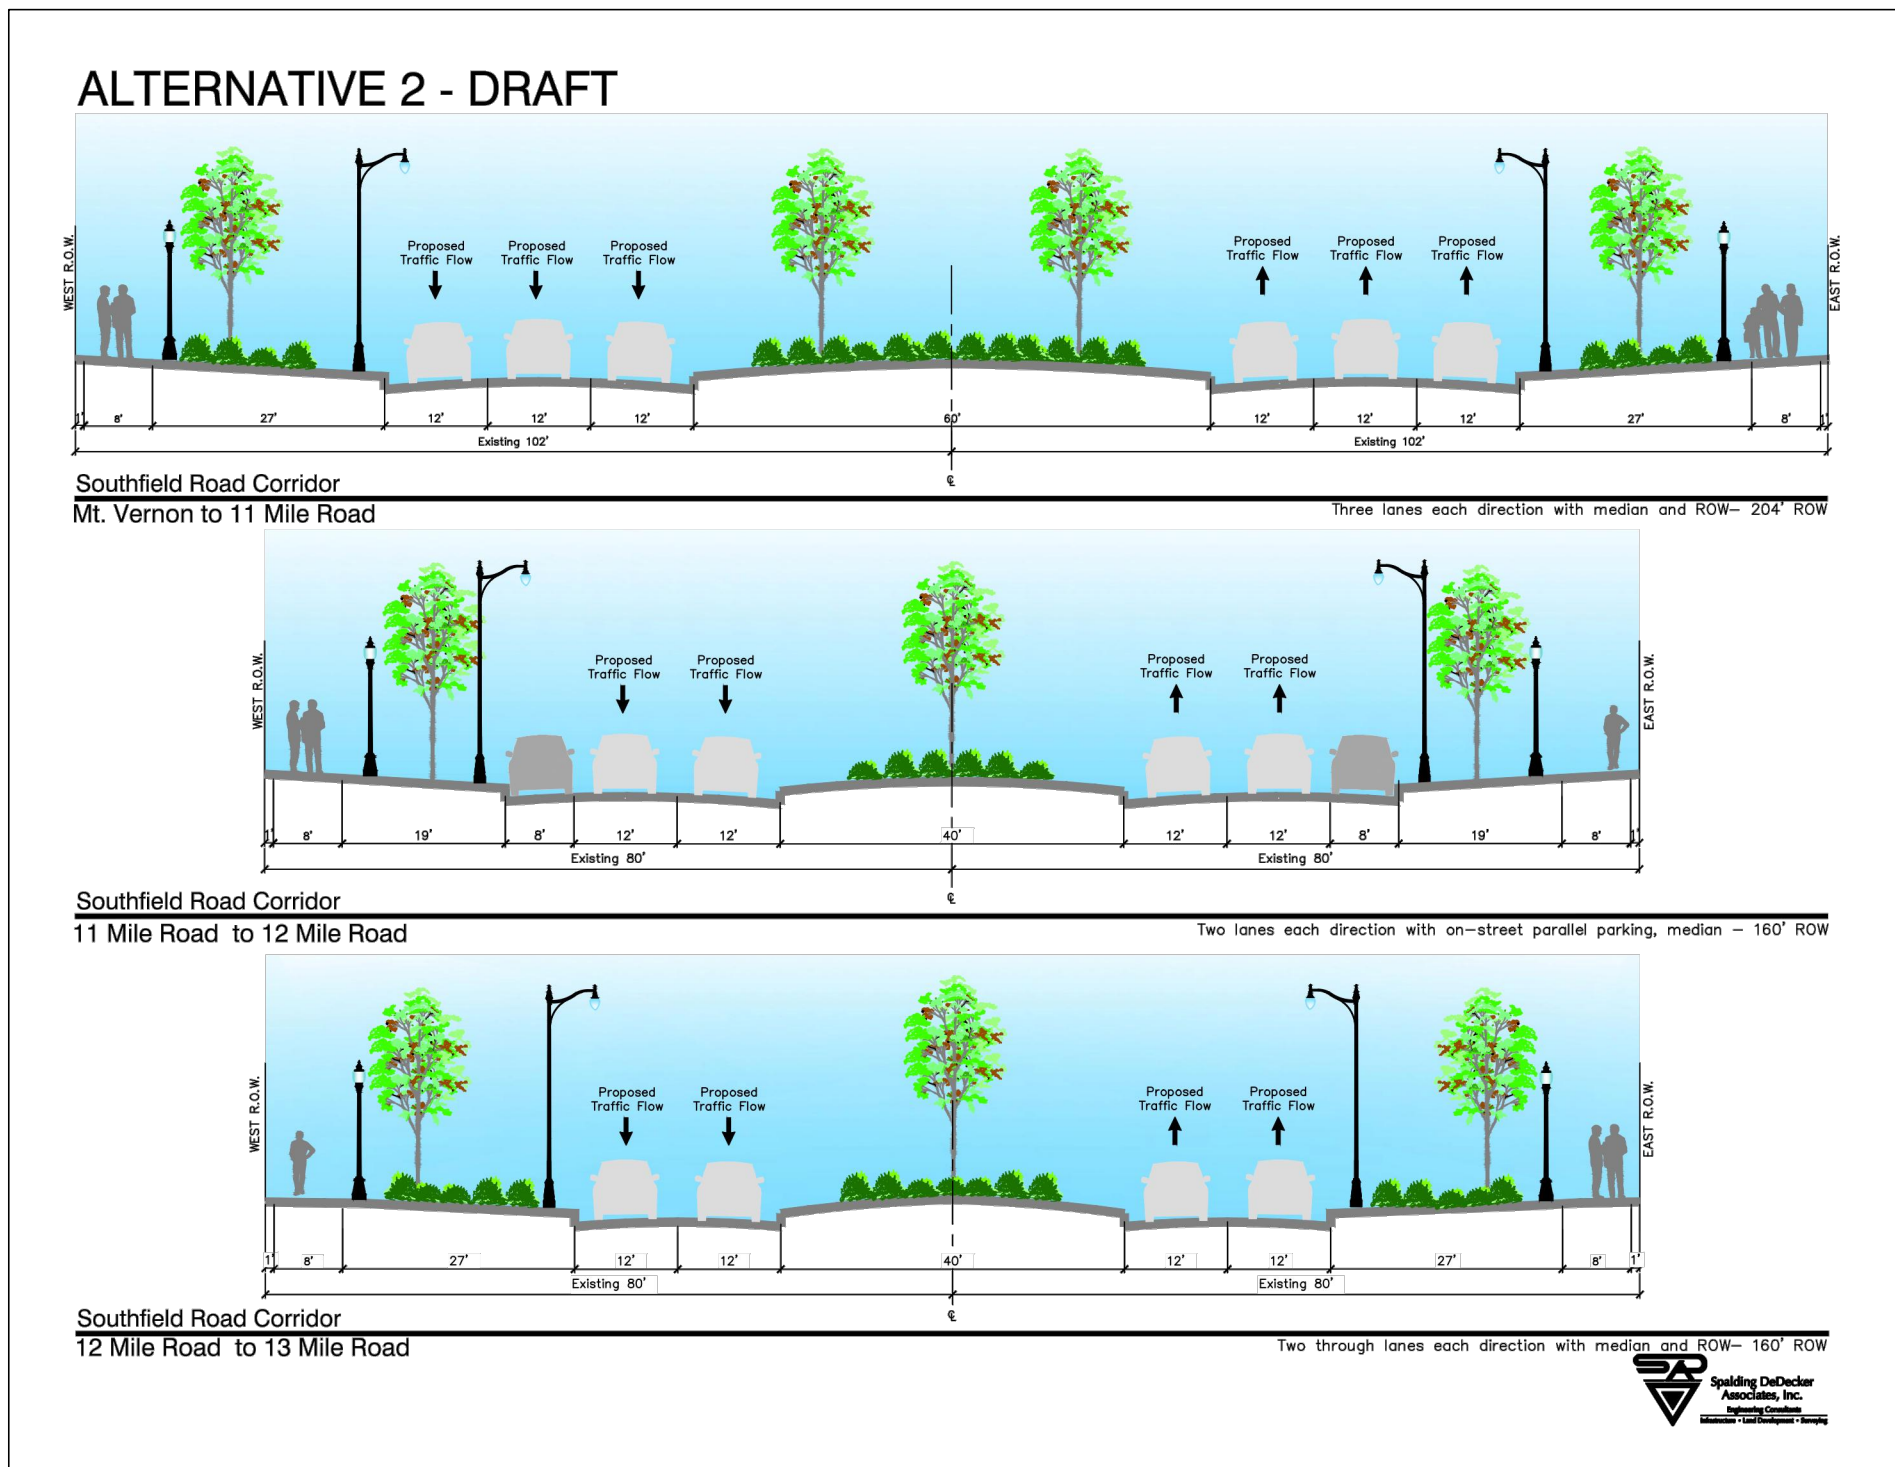 ALTERNATIVE 2 - DRAFT
WEST R.O.W.
Proposed
Traffic Flow
Proposed
Traffic Flow
Proposed
Traffic Flow
Proposed
Traffic Flow
Proposed
Traffic Flow
Proposed
Traffic Flow
EAST R.O.W.
1' 8' 27' 12' 12' 12' 60' 12' 12' 12' 27' 8' 1'
Existing 102' Existing 102'
℄
Southfield Road Corridor
Mt. Vernon to 11 Mile Road
Three lanes each direction with median and ROW– 204' ROW
WEST R.O.W.
Proposed
Traffic Flow
Proposed
Traffic Flow
Proposed
Traffic Flow
Proposed
Traffic Flow
EAST R.O.W.
1' 8' 19' 8' 12' 12' 40' 12' 12' 8' 19' 8' 1'
Existing 80' Existing 80'
℄
Southfield Road Corridor
11 Mile Road to 12 Mile Road
Two lanes each direction with on–street parallel parking, median – 160' ROW
WEST R.O.W.
Proposed
Traffic Flow
Proposed
Traffic Flow
Proposed
Traffic Flow
Proposed
Traffic Flow
EAST R.O.W.
1' 8' 27' 12' 12' 40' 12' 12' 27' 8' 1'
Existing 80' Existing 80'
℄
Southfield Road Corridor
12 Mile Road to 13 Mile Road
Two through lanes each direction with median and ROW– 160' ROW
Spalding DeDecker
Associates, Inc.
Engineering Consultants
Infrastructure • Land Development • Surveying